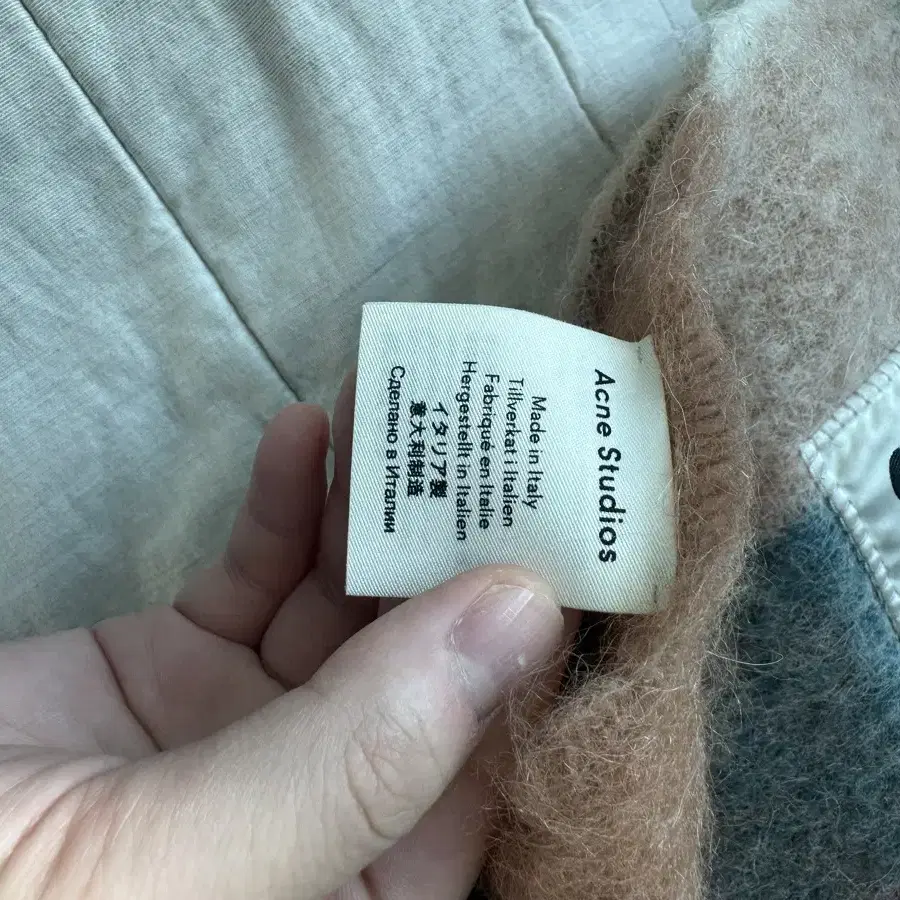 Acne Studios
Made in Italy
Tillverkat i Italien
Fabriqué en Italie
Hergestellt in Italien
イタリア製
意大利制造
Сделано в Италии